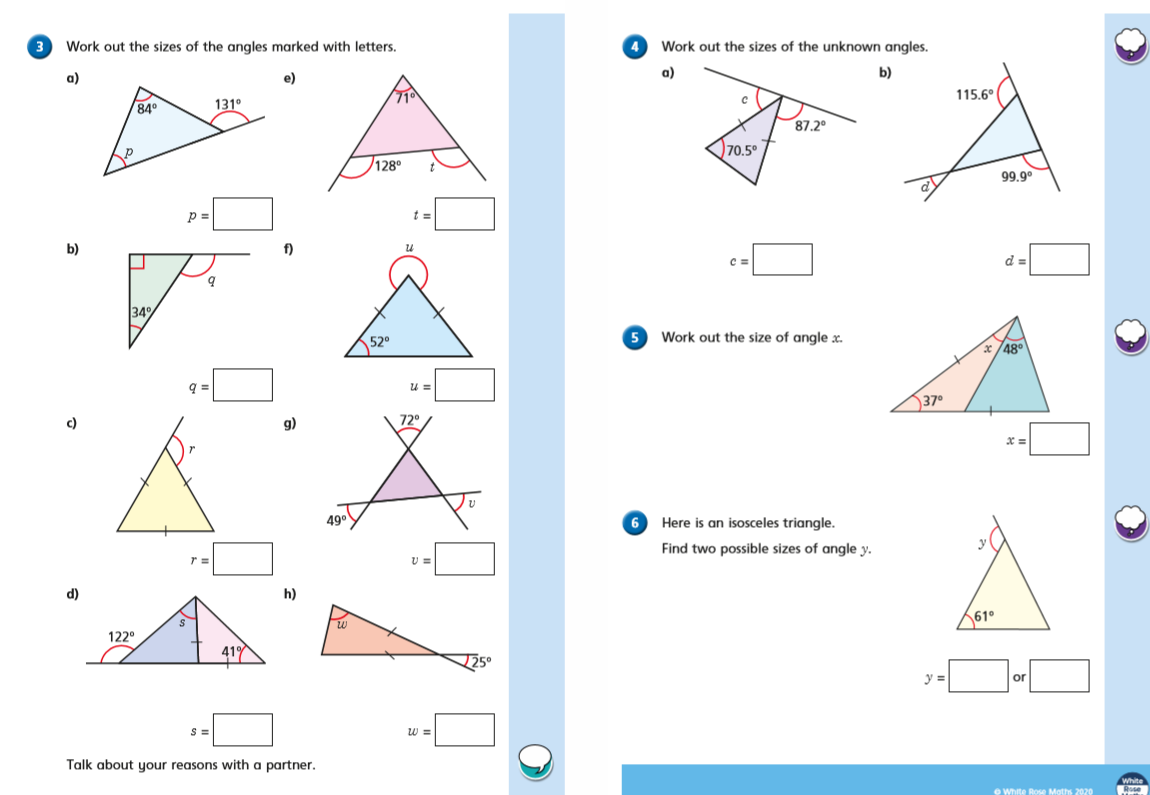 3 Work out the sizes of the angles marked with letters.
a)
84°
131°
p
p =
b)
34°
q
q =
c)
r
r =
d)
122°
s
41°
s =
e)
71°
128°
t
t =
f)
u
52°
u =
g)
72°
49°
v
v =
h)
w
25°
w =
Talk about your reasons with a partner.
4 Work out the sizes of the unknown angles.
a)
c
87.2°
70.5°
c =
b)
115.6°
99.9°
d
d =
5 Work out the size of angle x.
x
48°
37°
x =
6 Here is an isosceles triangle.
Find two possible sizes of angle y.
y
61°
y =
or
© White Rose Maths 2020
White
Rose